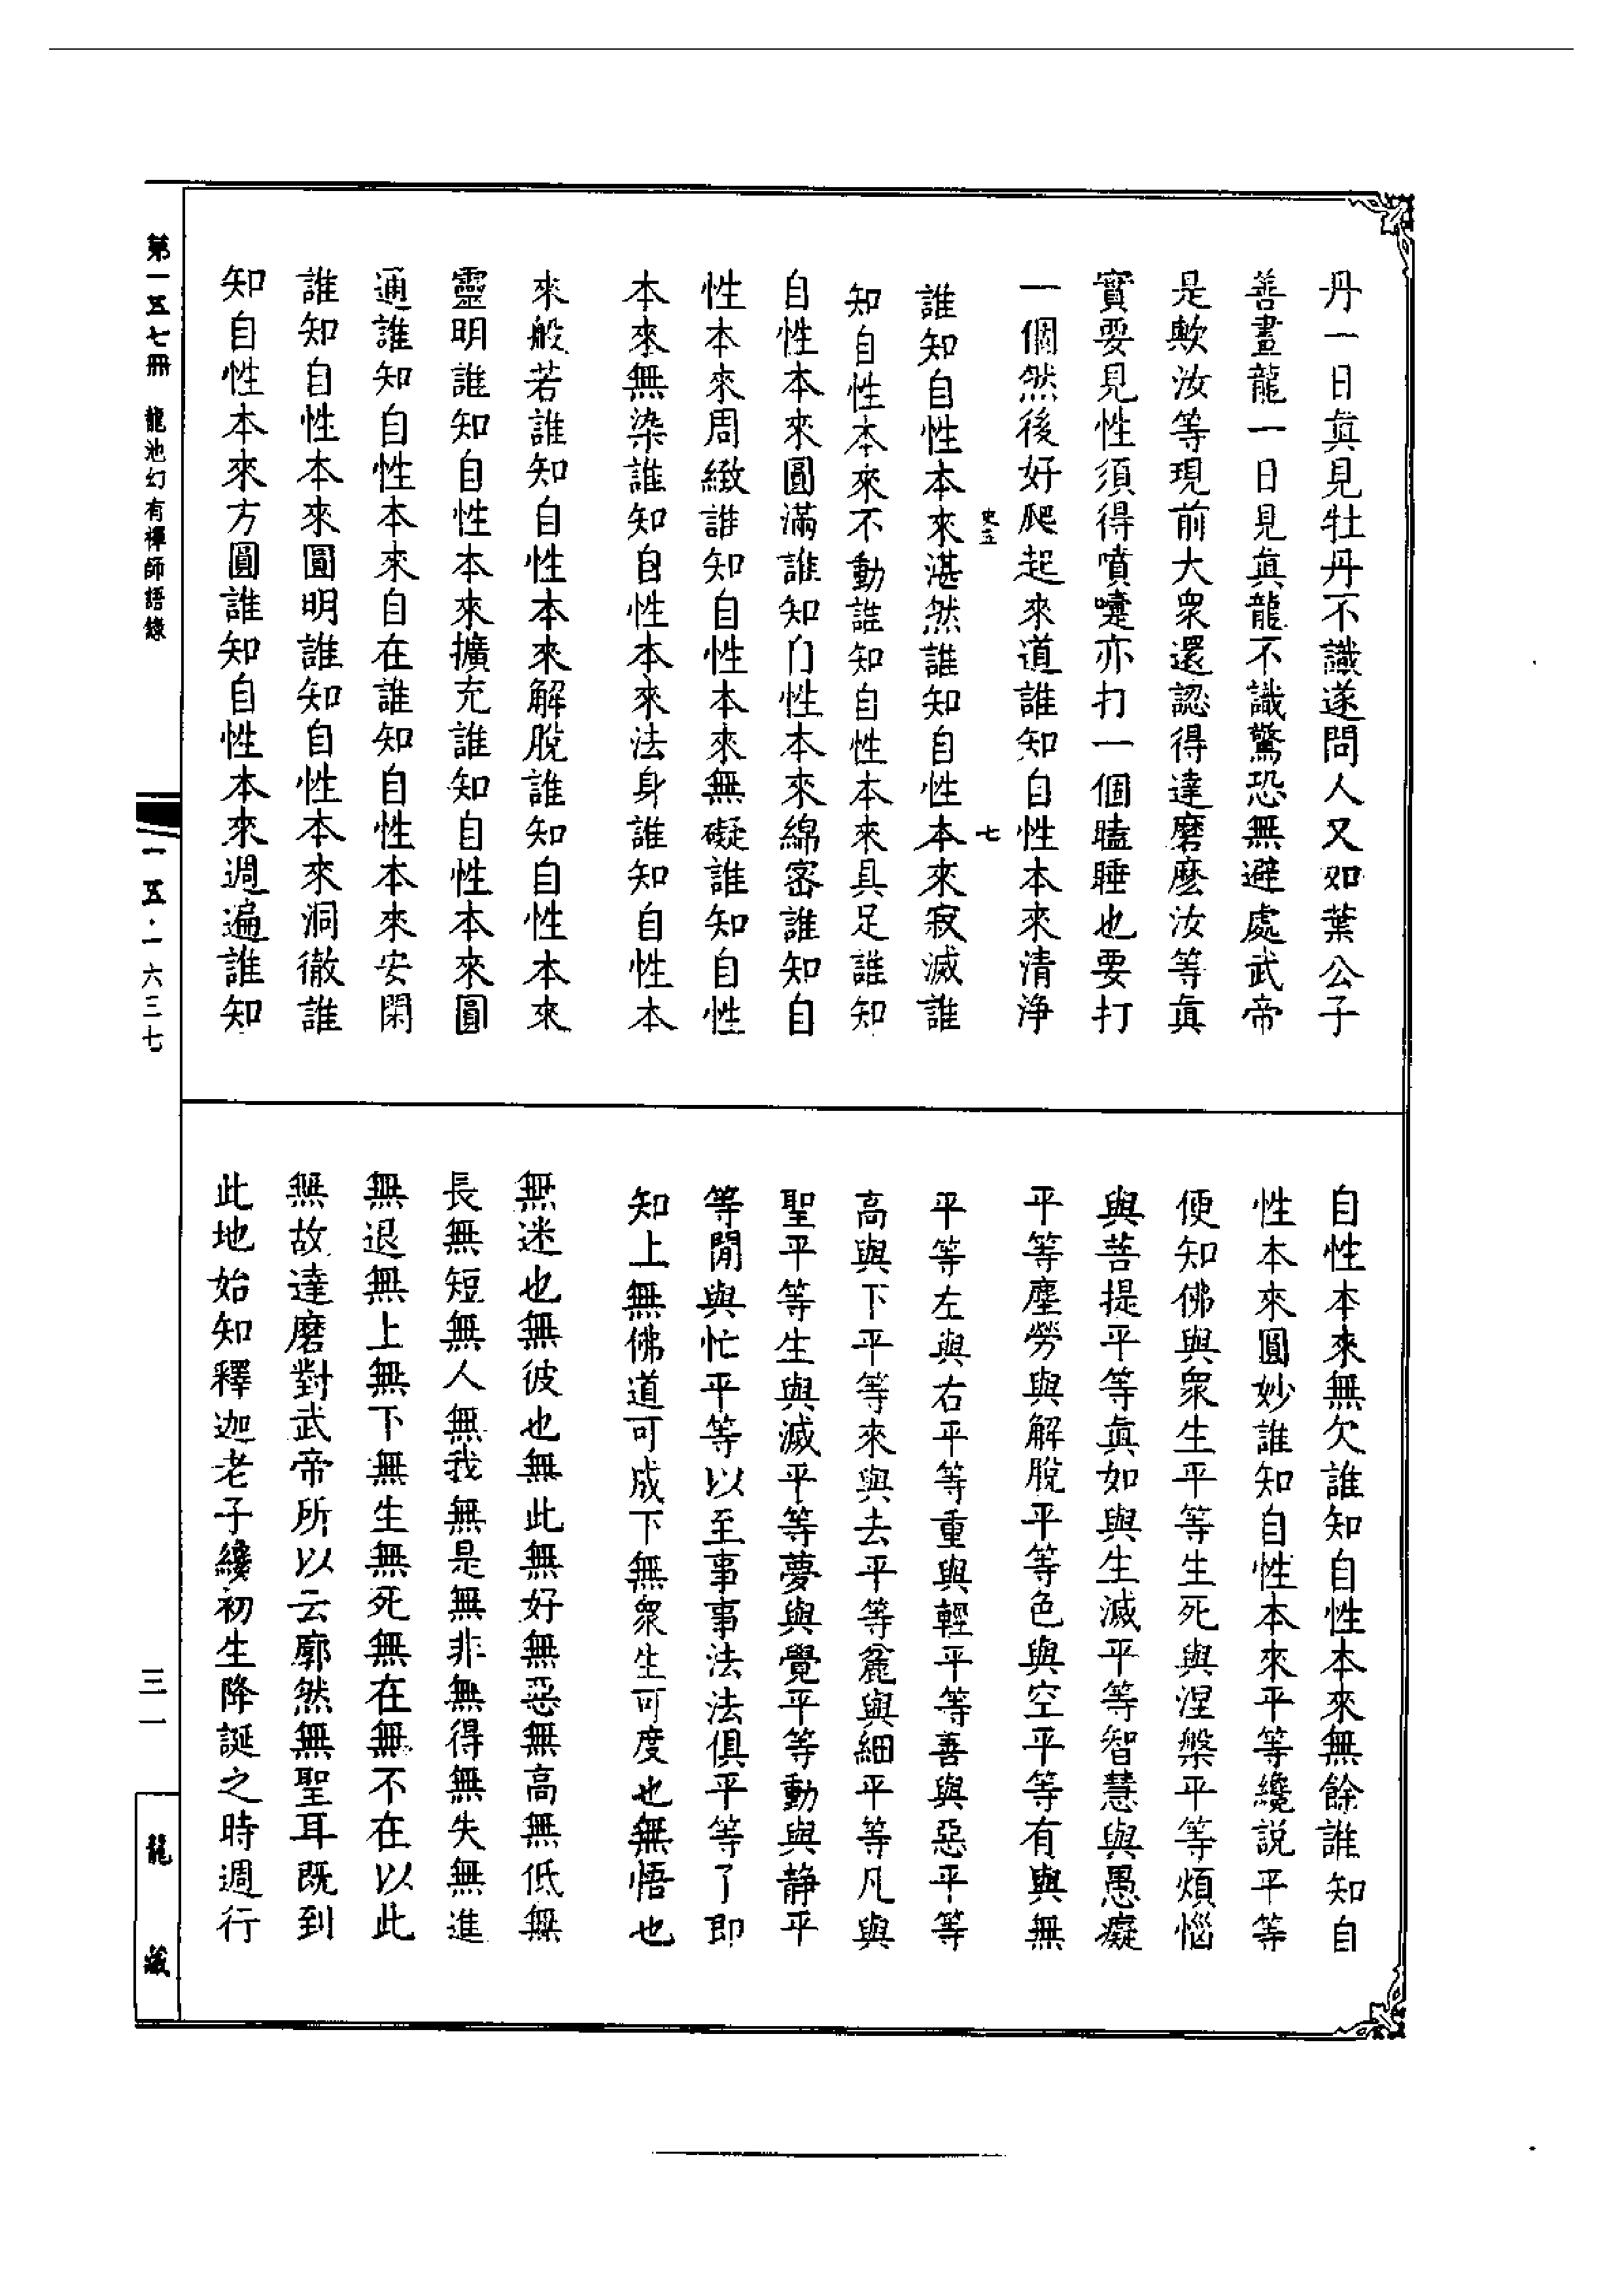 丹一日眞見牡丹不識遂問人又如葉公子
善畫龍一日見眞龍不識驚恐無避處武帝
是歟汝等現前大衆還認得達磨麽汝等眞
實要見性須得噴嚏亦打一個瞌睡也要打
一個然後好爬起來道誰知自性本來清淨
史五
七
誰知自性本來湛然誰知自性本來寂滅誰
知自性本來不動誰知自性本來具足誰知
自性本來圓滿誰知自性本來綿密誰知自
性本來周緻誰知自性本來無礙誰知自性
本來無染誰知自性本來法身誰知自性本
來般若誰知自性本來解脫誰知自性本來
靈明誰知自性本來擴充誰知自性本來圓
通誰知自性本來自在誰知自性本來安閑
誰知自性本來圓明誰知自性本來洞徹誰
知自性本來方圓誰知自性本來週遍誰知
自性本來無欠誰知自性本來無餘誰知自
性本來圓妙誰知自性本來平等纔說平等
便知佛與衆生平等生死與涅槃平等煩惱
與菩提平等眞如與生滅平等智慧與愚癡
平等塵勞與解脫平等色與空平等有與無
平等左與右平等重與輕平等善與惡平等
高與下平等來與去平等麄與細平等凡與
聖平等生與滅平等夢與覺平等動與静平
等閒與忙平等以至事事法法俱平等了即
知上無佛道可成下無衆生可度也無悟也
無迷也無彼也無此無好無惡無高無低無
長無短無人無我無是無非無得無失無進
無退無上無下無生無死無在無不在以此
無故達磨對武帝所以云廓然無聖耳既到
此地始知釋迦老子纔初生降誕之時週行
第一五七冊 龍池幻有禪師語錄
一五·一六三七
三一
龍藏